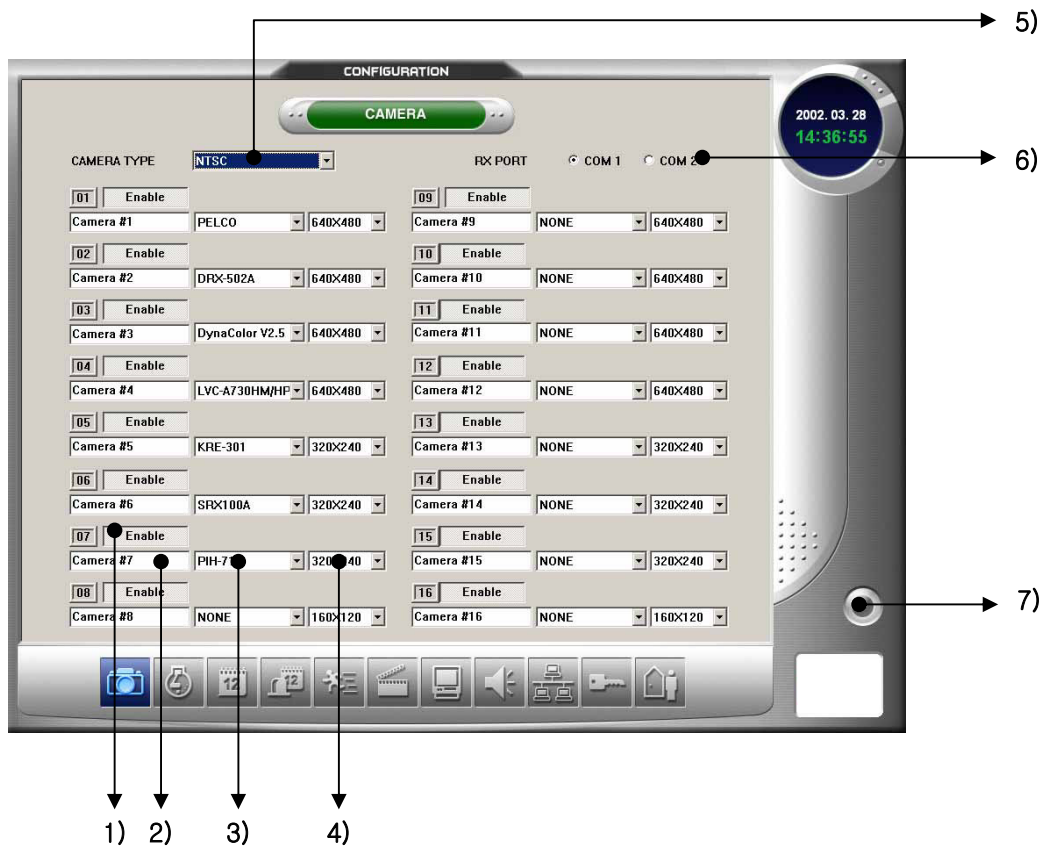 5)
CONFIGURATION
CAMERA
2002. 03. 28
14:36:55
CAMERA TYPE NTSC RX PORT COM 1 COM 2
6)
01 Enable 09 Enable
Camera #1 PELCO 640X480 Camera #9 NONE 640X480
02 Enable 10 Enable
Camera #2 DRX-502A 640X480 Camera #10 NONE 640X480
03 Enable 11 Enable
Camera #3 DynaColor V2.5 640X480 Camera #11 NONE 640X480
04 Enable 12 Enable
Camera #4 LVC-A730HM/HP 640X480 Camera #12 NONE 640X480
05 Enable 13 Enable
Camera #5 KRE-301 320X240 Camera #13 NONE 320X240
06 Enable 14 Enable
Camera #6 SRX100A 320X240 Camera #14 NONE 320X240
07 Enable 15 Enable
Camera #7 320X240 Camera #15 NONE 320X240
08 Enable 16 Enable
Camera #8 NONE 160X120 Camera #16 NONE 160X120
7)
4 12 12
1) 2) 3) 4)